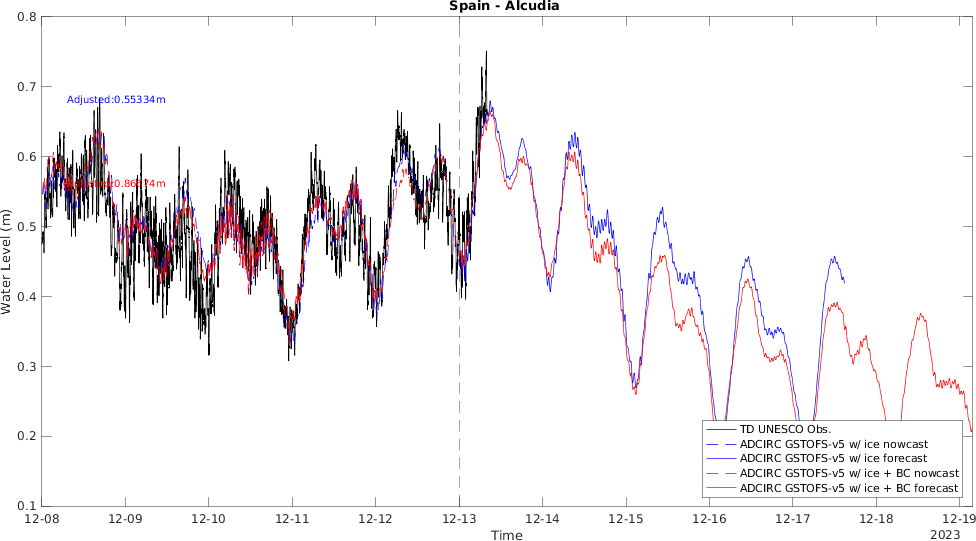 Spain - Alcudia
0.8
0.7
0.6
0.5
0.4
0.3
0.2
0.1
Water Level (m)
Adjusted:0.55334m
TD UNESCO Obs.
ADCIRC GSTOFS-v5 w/ ice nowcast
ADCIRC GSTOFS-v5 w/ ice forecast
ADCIRC GSTOFS-v5 w/ ice + BC nowcast
ADCIRC GSTOFS-v5 w/ ice + BC forecast
12-08 12-09 12-10 12-11 12-12 12-13 12-14 12-15 12-16 12-17 12-18 12-19
Time
2023